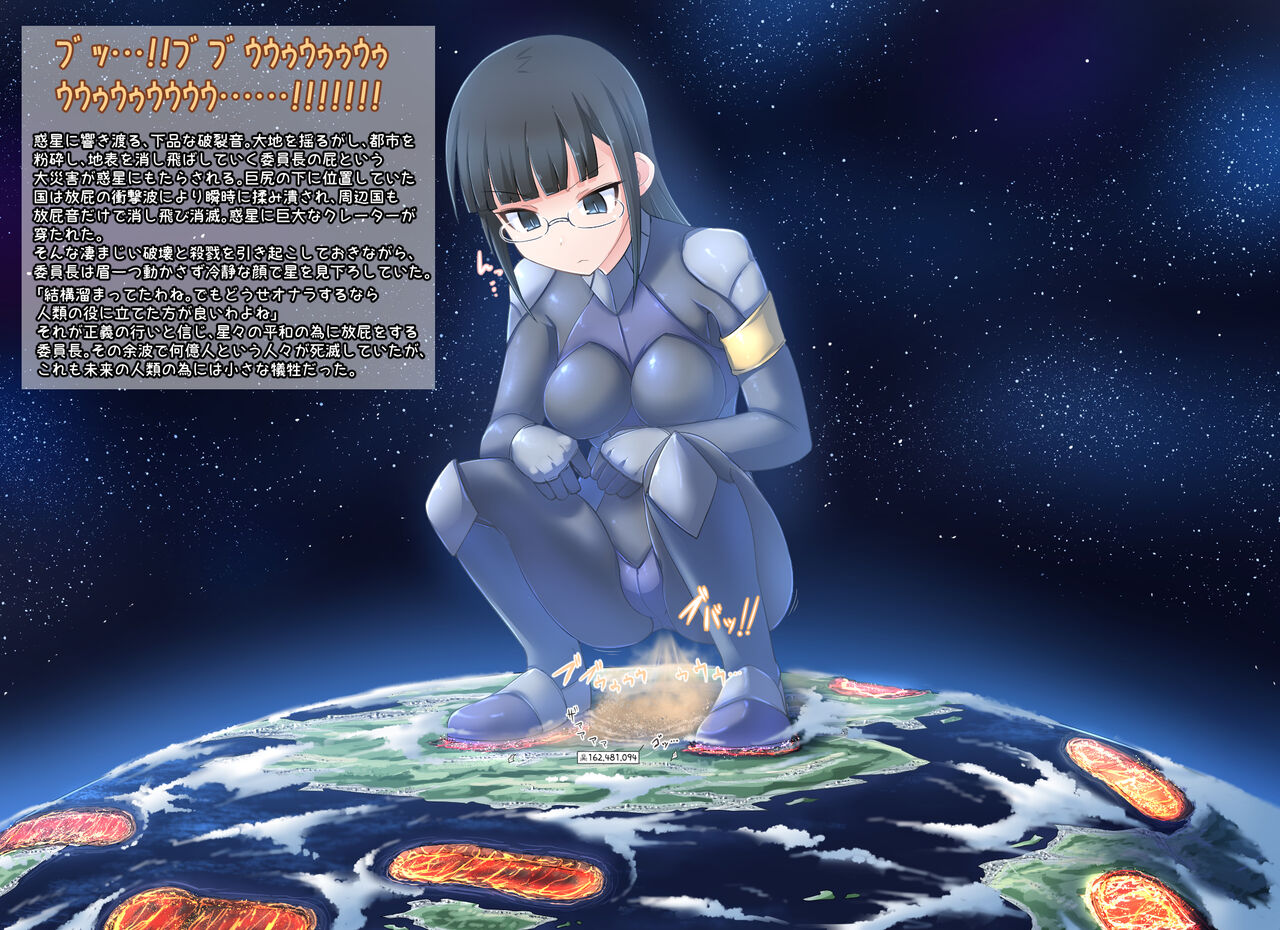 ブッ…!!ブブウウゥウゥゥウゥ
ウウゥウゥウウウウ……!!!!!!!
惑星に響き渡る、下品な破裂音。大地を揺るがし、都市を
粉砕し、地表を消し飛ばしていく委員長の屁という
大災害が惑星にもたらされる。巨尻の下に位置していた
国は放屁の衝撃波により瞬時に揉み潰され、周辺国も
放屁音だけで消し飛び消滅。惑星に巨大なクレーターが
穿たれた。
そんな凄まじい破壊と殺戮を引き起こしておきながら、
委員長は眉一つ動かさず冷静な顔で星を見下ろしていた。
「結構溜まってたわね。でもどうせオナラするなら
人類の役に立てた方が良いわよね」
それが正義の行いと信じ、星々の平和の為に放屁をする
委員長。その余波で何億人という人々が死滅していたが、
これも未来の人類の為には小さな犠牲だった。
んっ…
ズバッ!!
ブブゥゥゥゥ
ゥゥゥ…
ゴッ…
162,481,094